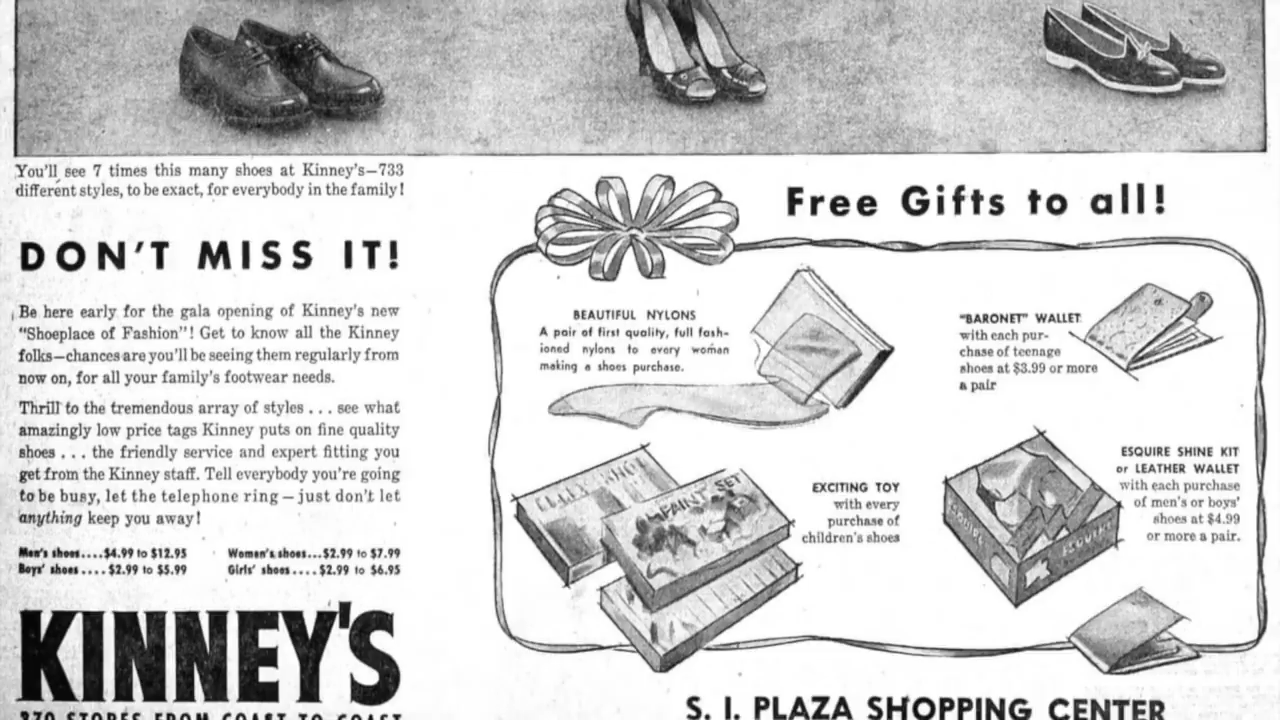 You'll see 7 times this many shoes at Kinney's—733
different styles, to be exact, for everybody in the family!
DON'T MISS IT!
Be here early for the gala opening of Kinney's new
"Shoeplace of Fashion"! Get to know all the Kinney
folks—chances are you'll be seeing them regularly from
now on, for all your family's footwear needs.
Thrill to the tremendous array of styles . . . see what
amazingly low price tags Kinney puts on fine quality
shoes . . . the friendly service and expert fitting you
get from the Kinney staff. Tell everybody you're going
to be busy, let the telephone ring—just don't let
anything keep you away!
Men's shoes....$4.99 to $12.95
Boys' shoes....$2.99 to $5.99
Women's shoes...$2.99 to $7.99
Girls' shoes....$2.99 to $6.95
KINNEY'S
370 STORES FROM COAST TO COAST
Free Gifts to all!
BEAUTIFUL NYLONS
A pair of first quality, full fash-
ioned nylons to every woman
making a shoes purchase.
"BARONET" WALLET
with each pur-
chase of teenage
shoes at $3.99 or more
a pair
PAINT SET
EXCITING TOY
with every
purchase of
children's shoes
ESQUIRE SHINE KIT
or LEATHER WALLET
with each purchase
of men's or boys'
shoes at $4.99
or more a pair.
ESQUIRE
ESQUIRE
S. I. PLAZA SHOPPING CENTER